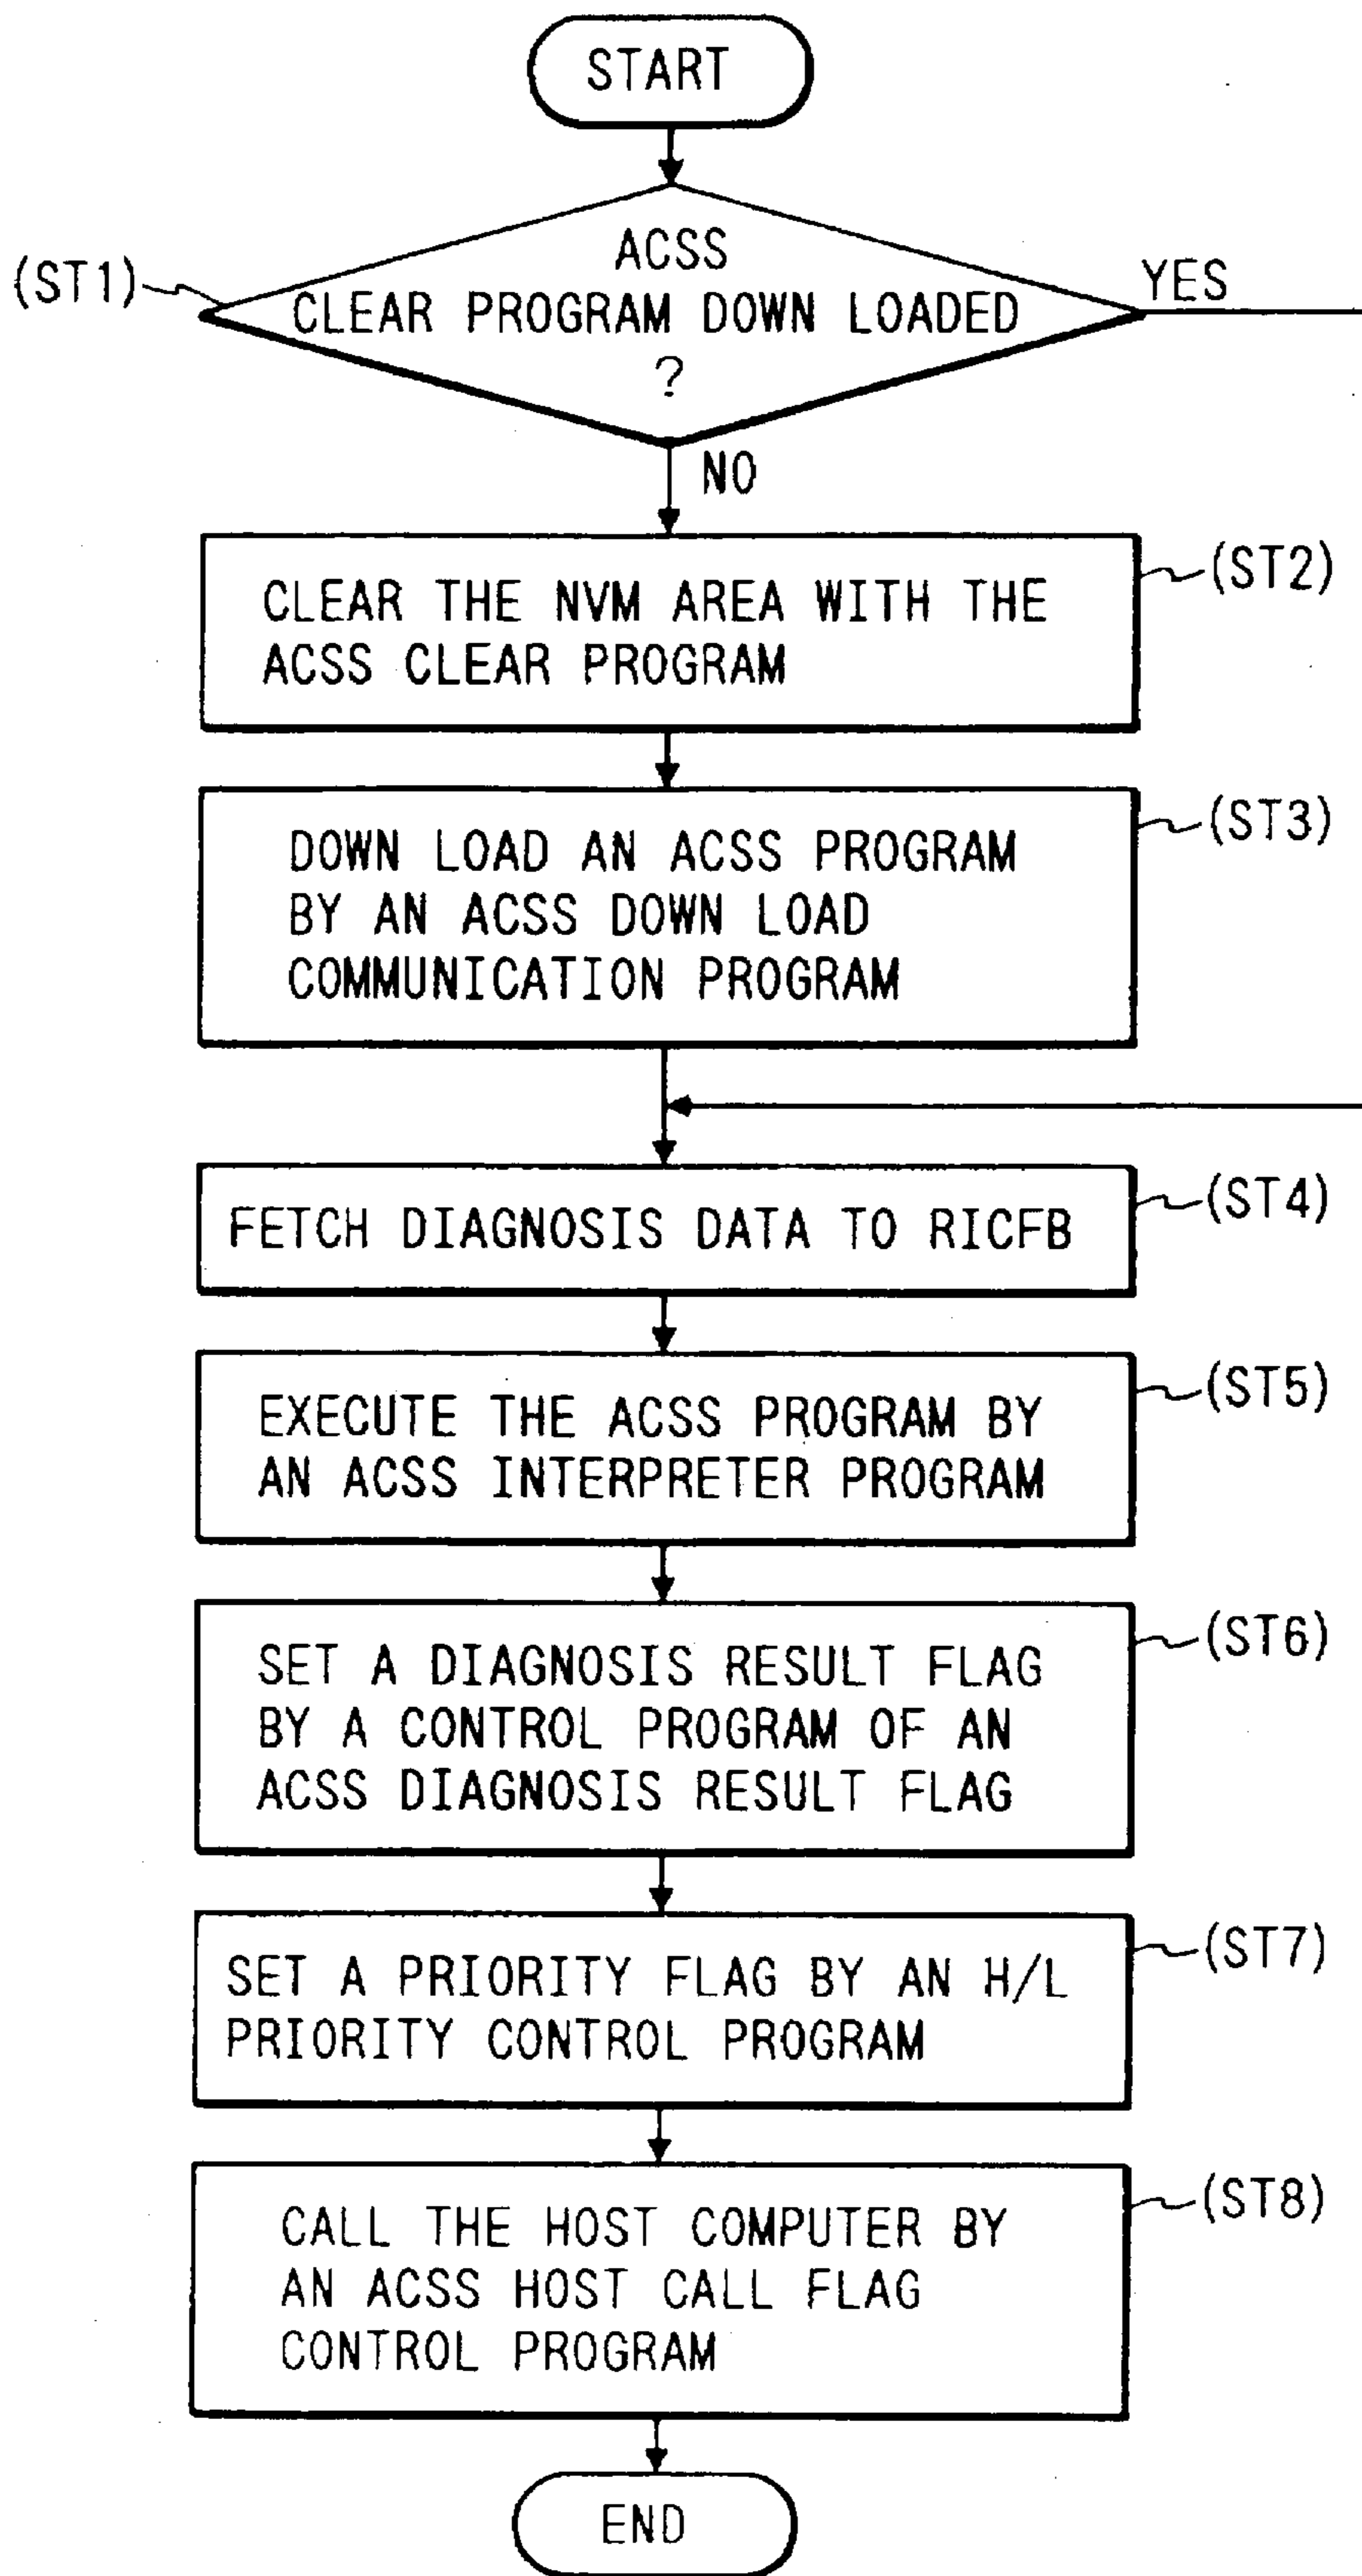 START
ACSS
(ST1)
CLEAR PROGRAM DOWN LOADED
?
YES
NO
CLEAR THE NVM AREA WITH THE
ACSS CLEAR PROGRAM
(ST2)
DOWN LOAD AN ACSS PROGRAM
BY AN ACSS DOWN LOAD
COMMUNICATION PROGRAM
(ST3)
FETCH DIAGNOSIS DATA TO RICFB
(ST4)
EXECUTE THE ACSS PROGRAM BY
AN ACSS INTERPRETER PROGRAM
(ST5)
SET A DIAGNOSIS RESULT FLAG
BY A CONTROL PROGRAM OF AN
ACSS DIAGNOSIS RESULT FLAG
(ST6)
SET A PRIORITY FLAG BY AN H/L
PRIORITY CONTROL PROGRAM
(ST7)
CALL THE HOST COMPUTER BY
AN ACSS HOST CALL FLAG
CONTROL PROGRAM
(ST8)
END